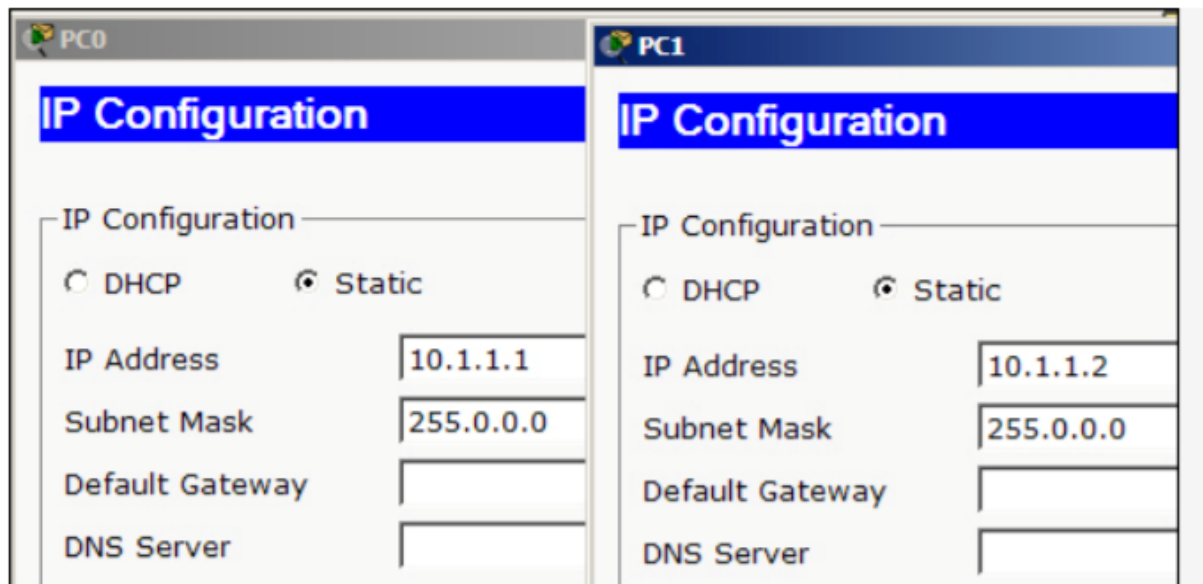 PC0
IP Configuration
IP Configuration
DHCP Static
IP Address 10.1.1.1
Subnet Mask 255.0.0.0
Default Gateway
DNS Server
PC1
IP Configuration
IP Configuration
DHCP Static
IP Address 10.1.1.2
Subnet Mask 255.0.0.0
Default Gateway
DNS Server